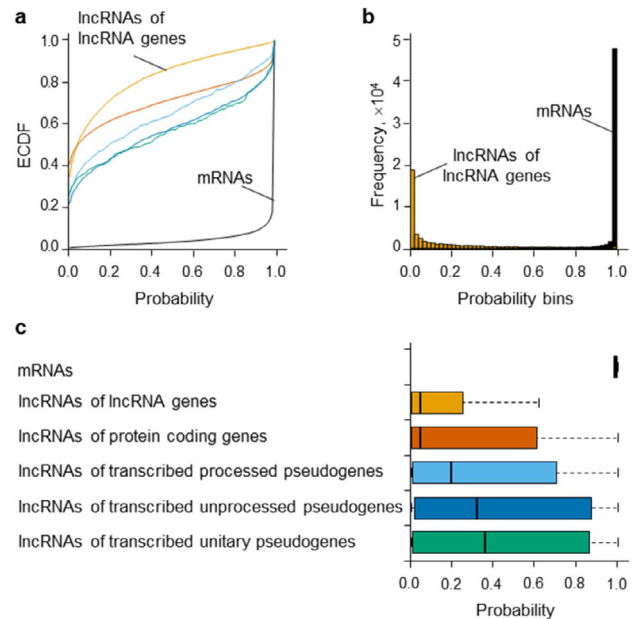 a
lncRNAs of
lncRNA genes
1.0
0.8
0.6
0.4
0.2
0.0
ECDF
mRNAs
0.0 0.2 0.4 0.6 0.8 1.0
Probability
b
5
4
3
2
1
0
Frequency, ×10⁴
mRNAs
lncRNAs of
lncRNA genes
0.0 0.2 0.4 0.6 0.8 1.0
Probability bins
c
mRNAs
lncRNAs of lncRNA genes
lncRNAs of protein coding genes
lncRNAs of transcribed processed pseudogenes
lncRNAs of transcribed unprocessed pseudogenes
lncRNAs of transcribed unitary pseudogenes
0.0 0.2 0.4 0.6 0.8 1.0
Probability